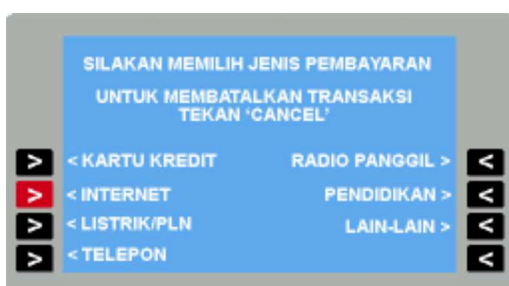 SILAKAN MEMILIH JENIS PEMBAYARAN
UNTUK MEMBATALKAN TRANSAKSI
TEKAN ‘CANCEL’
> < KARTU KREDIT RADIO PANGGIL > <
> < INTERNET PENDIDIKAN > <
> < LISTRIK/PLN LAIN-LAIN > <
> < TELEPON <